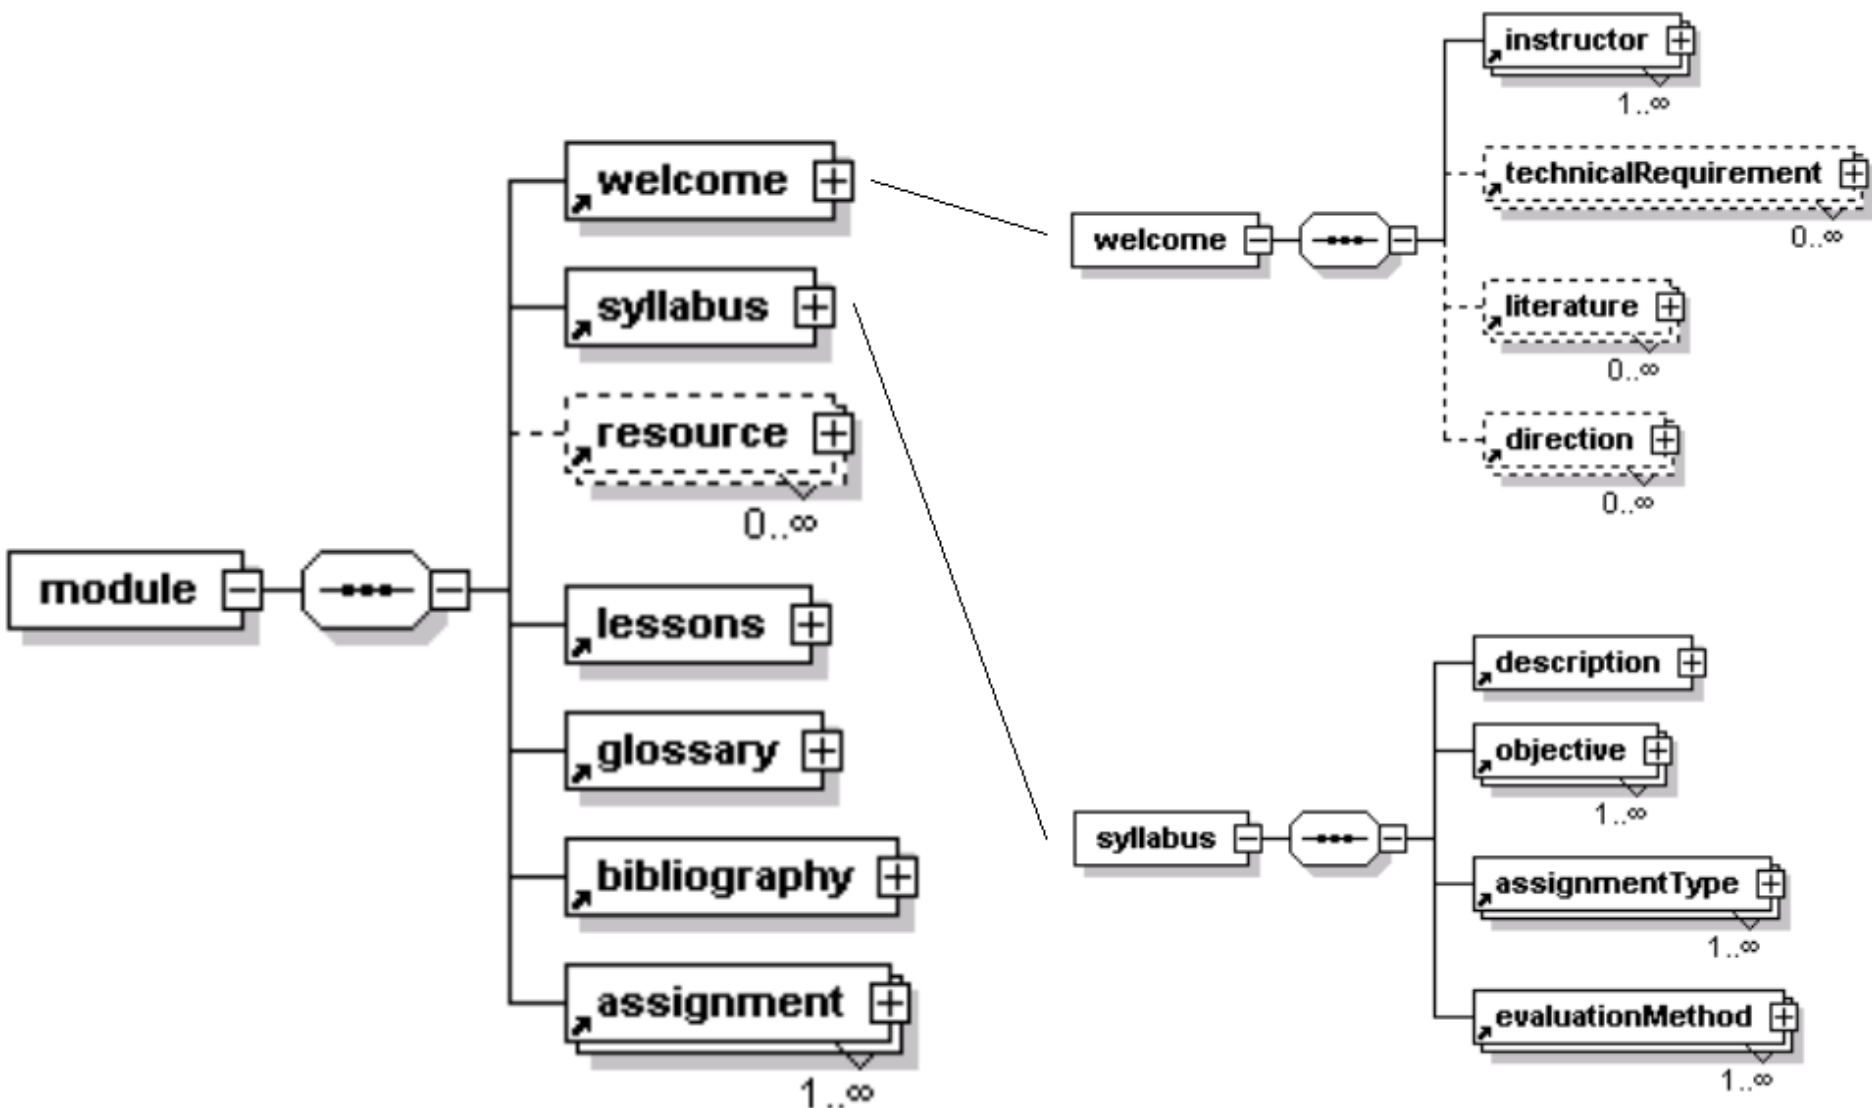 module
welcome
syllabus
resource
0..∞
lessons
glossary
bibliography
assignment
1..∞
welcome
instructor
1..∞
technicalRequirement
0..∞
literature
0..∞
direction
0..∞
syllabus
description
objective
1..∞
assignmentType
1..∞
evaluationMethod
1..∞